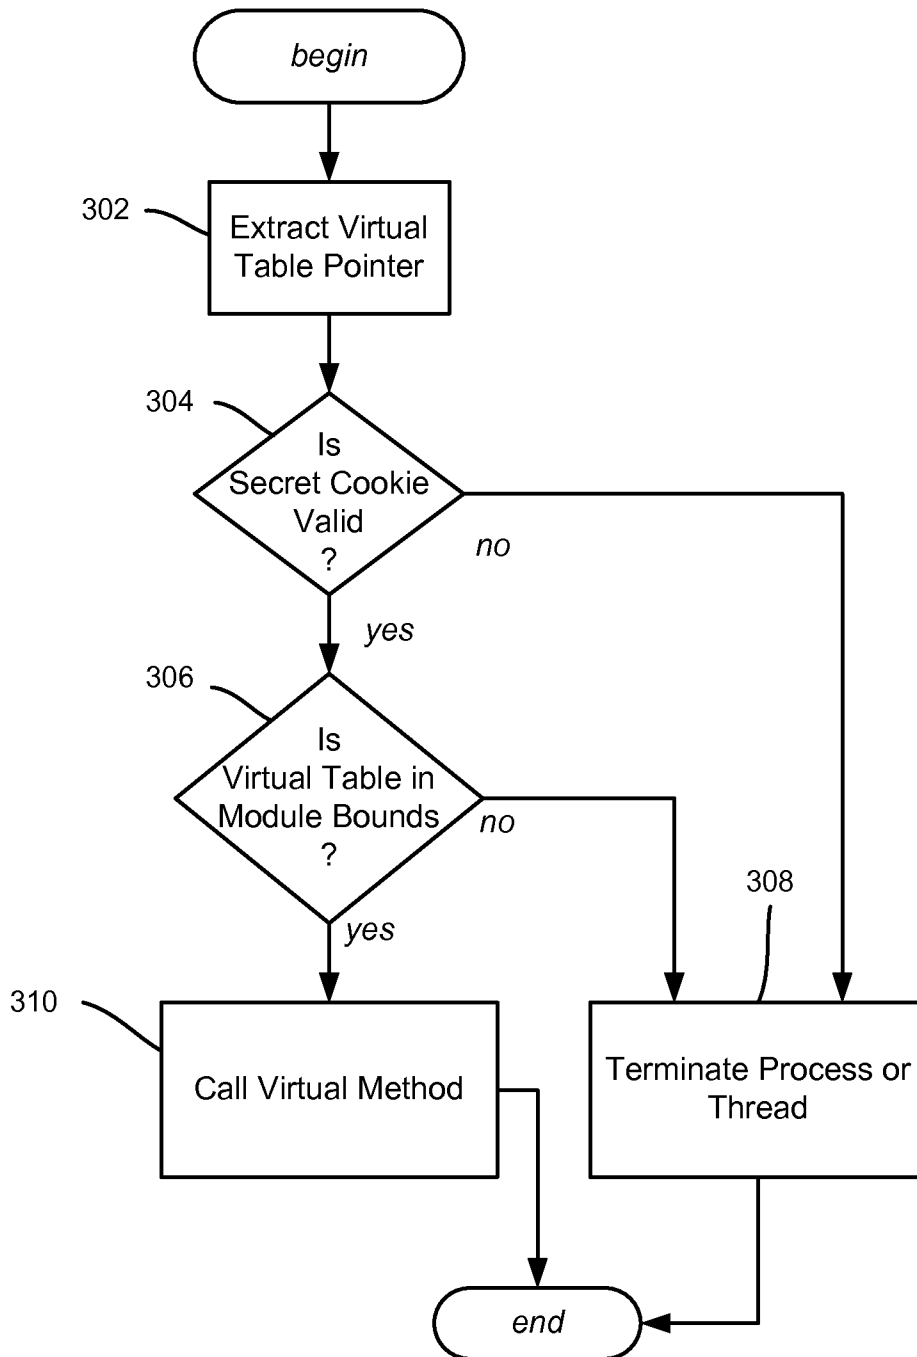 begin
302
Extract Virtual
Table Pointer
304
Is
Secret Cookie
Valid
?
no
yes
306
Is
Virtual Table in
Module Bounds
?
no
yes
308
310
Call Virtual Method
Terminate Process or
Thread
end